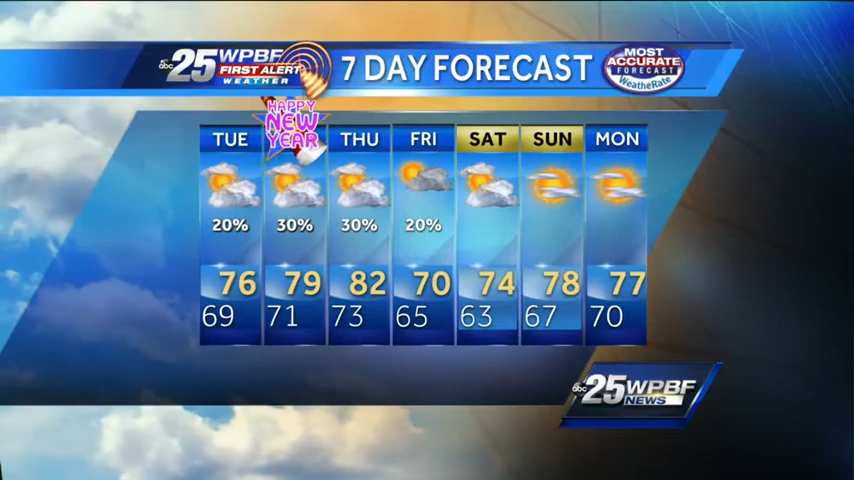 abc 25 WPBF
FIRST ALERT
WEATHER
7 DAY FORECAST
MOST
ACCURATE
FORECAST
WeatheRate
HAPPY
NEW
YEAR
TUE THU FRI SAT SUN MON
20% 30% 30% 20%
76 79 82 70 74 78 77
69 71 73 65 63 67 70
abc 25 WPBF
NEWS